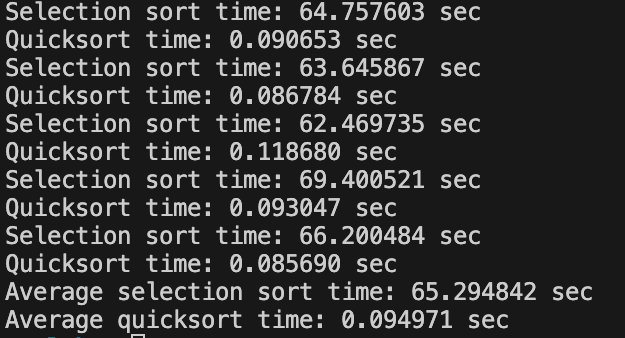 Selection sort time: 64.757603 sec
Quicksort time: 0.090653 sec
Selection sort time: 63.645867 sec
Quicksort time: 0.086784 sec
Selection sort time: 62.469735 sec
Quicksort time: 0.118680 sec
Selection sort time: 69.400521 sec
Quicksort time: 0.093047 sec
Selection sort time: 66.200484 sec
Quicksort time: 0.085690 sec
Average selection sort time: 65.294842 sec
Average quicksort time: 0.094971 sec